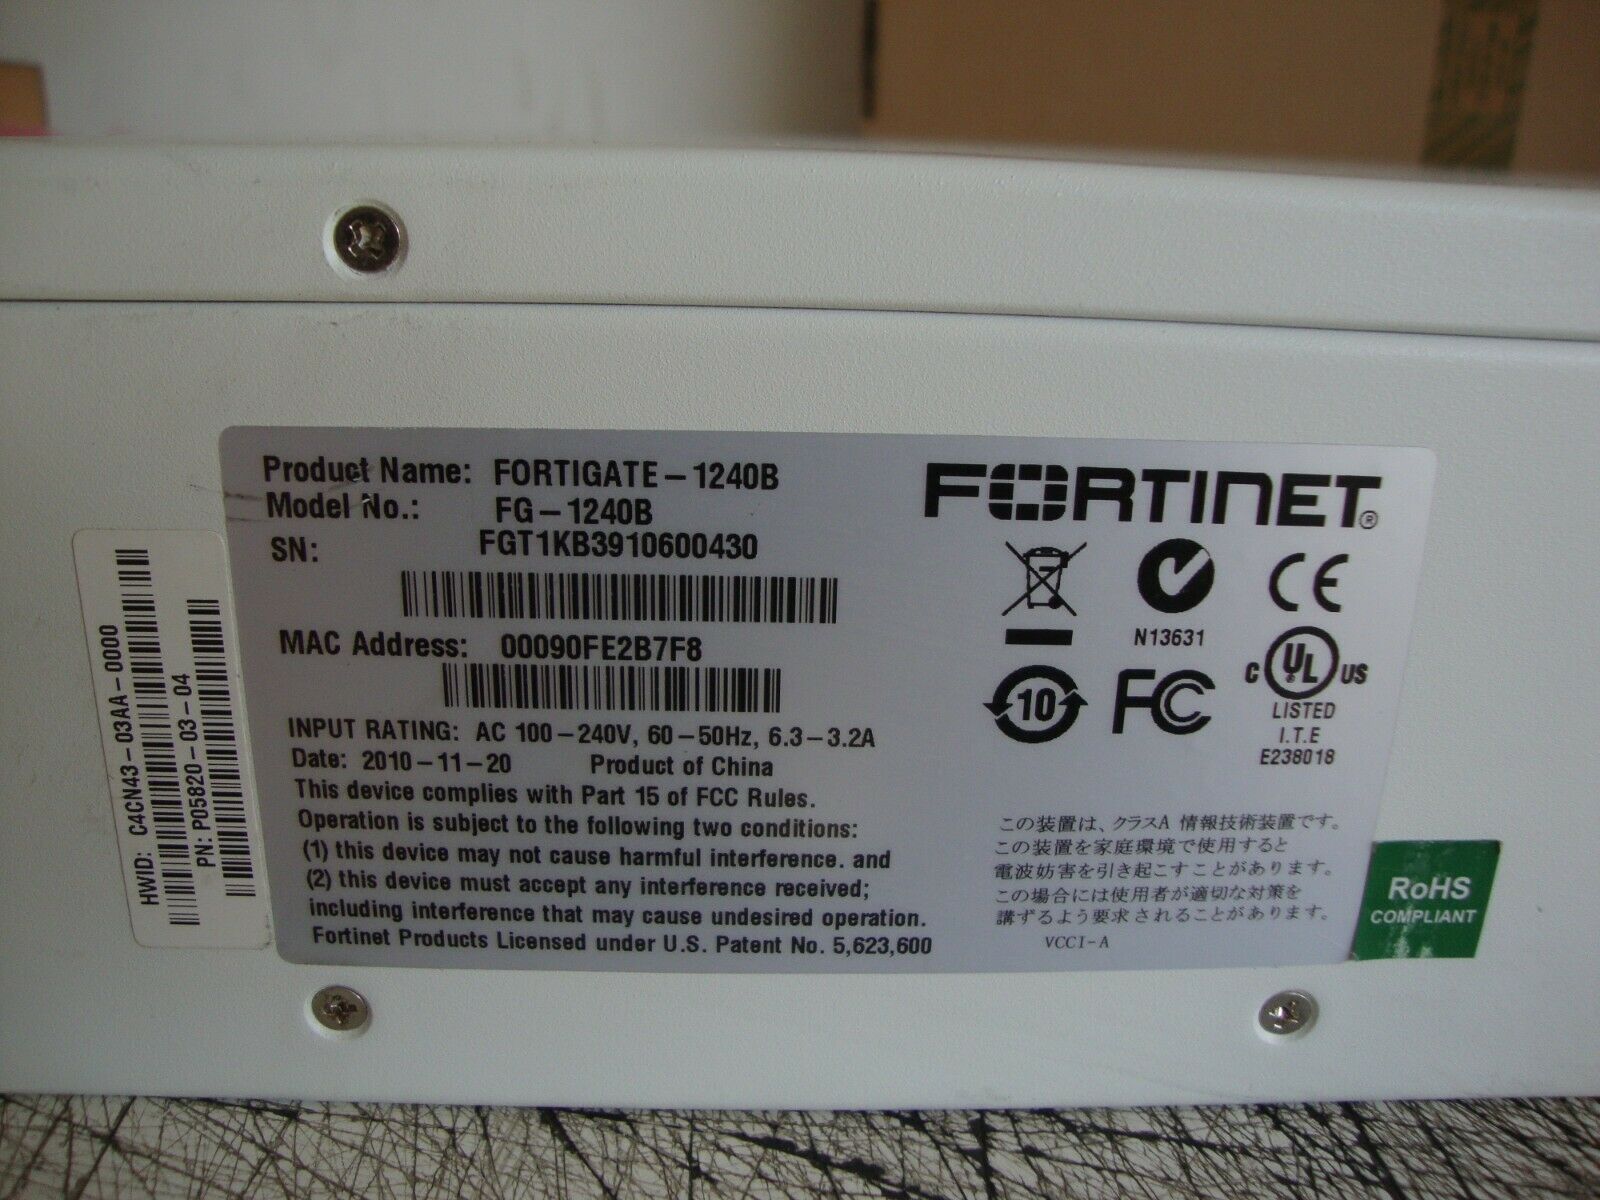 Product Name: FORTIGATE-1240B
Model No.: FG-1240B
SN: FGT1KB3910600430
MAC Address: 00090FE2B7F8
INPUT RATING: AC 100-240V, 60-50Hz, 6.3-3.2A
Date: 2010-11-20 Product of China
This device complies with Part 15 of FCC Rules.
Operation is subject to the following two conditions:
(1) this device may not cause harmful interference. and
(2) this device must accept any interference received;
including interference that may cause undesired operation.
Fortinet Products Licensed under U.S. Patent No. 5,623,600
FORTINET®
N13631
CE
10
FC
C UL® US
LISTED
I.T.E
E238018
この装置は、クラスA 情報技術装置です。
この装置を家庭環境で使用すると
電波妨害を引き起こすことがあります。
この場合には使用者が適切な対策を
講ずるよう要求されることがあります。
VCCI-A
RoHS
COMPLIANT
HWID: C4CN43-03AA-0000
PN: P05820-03-04